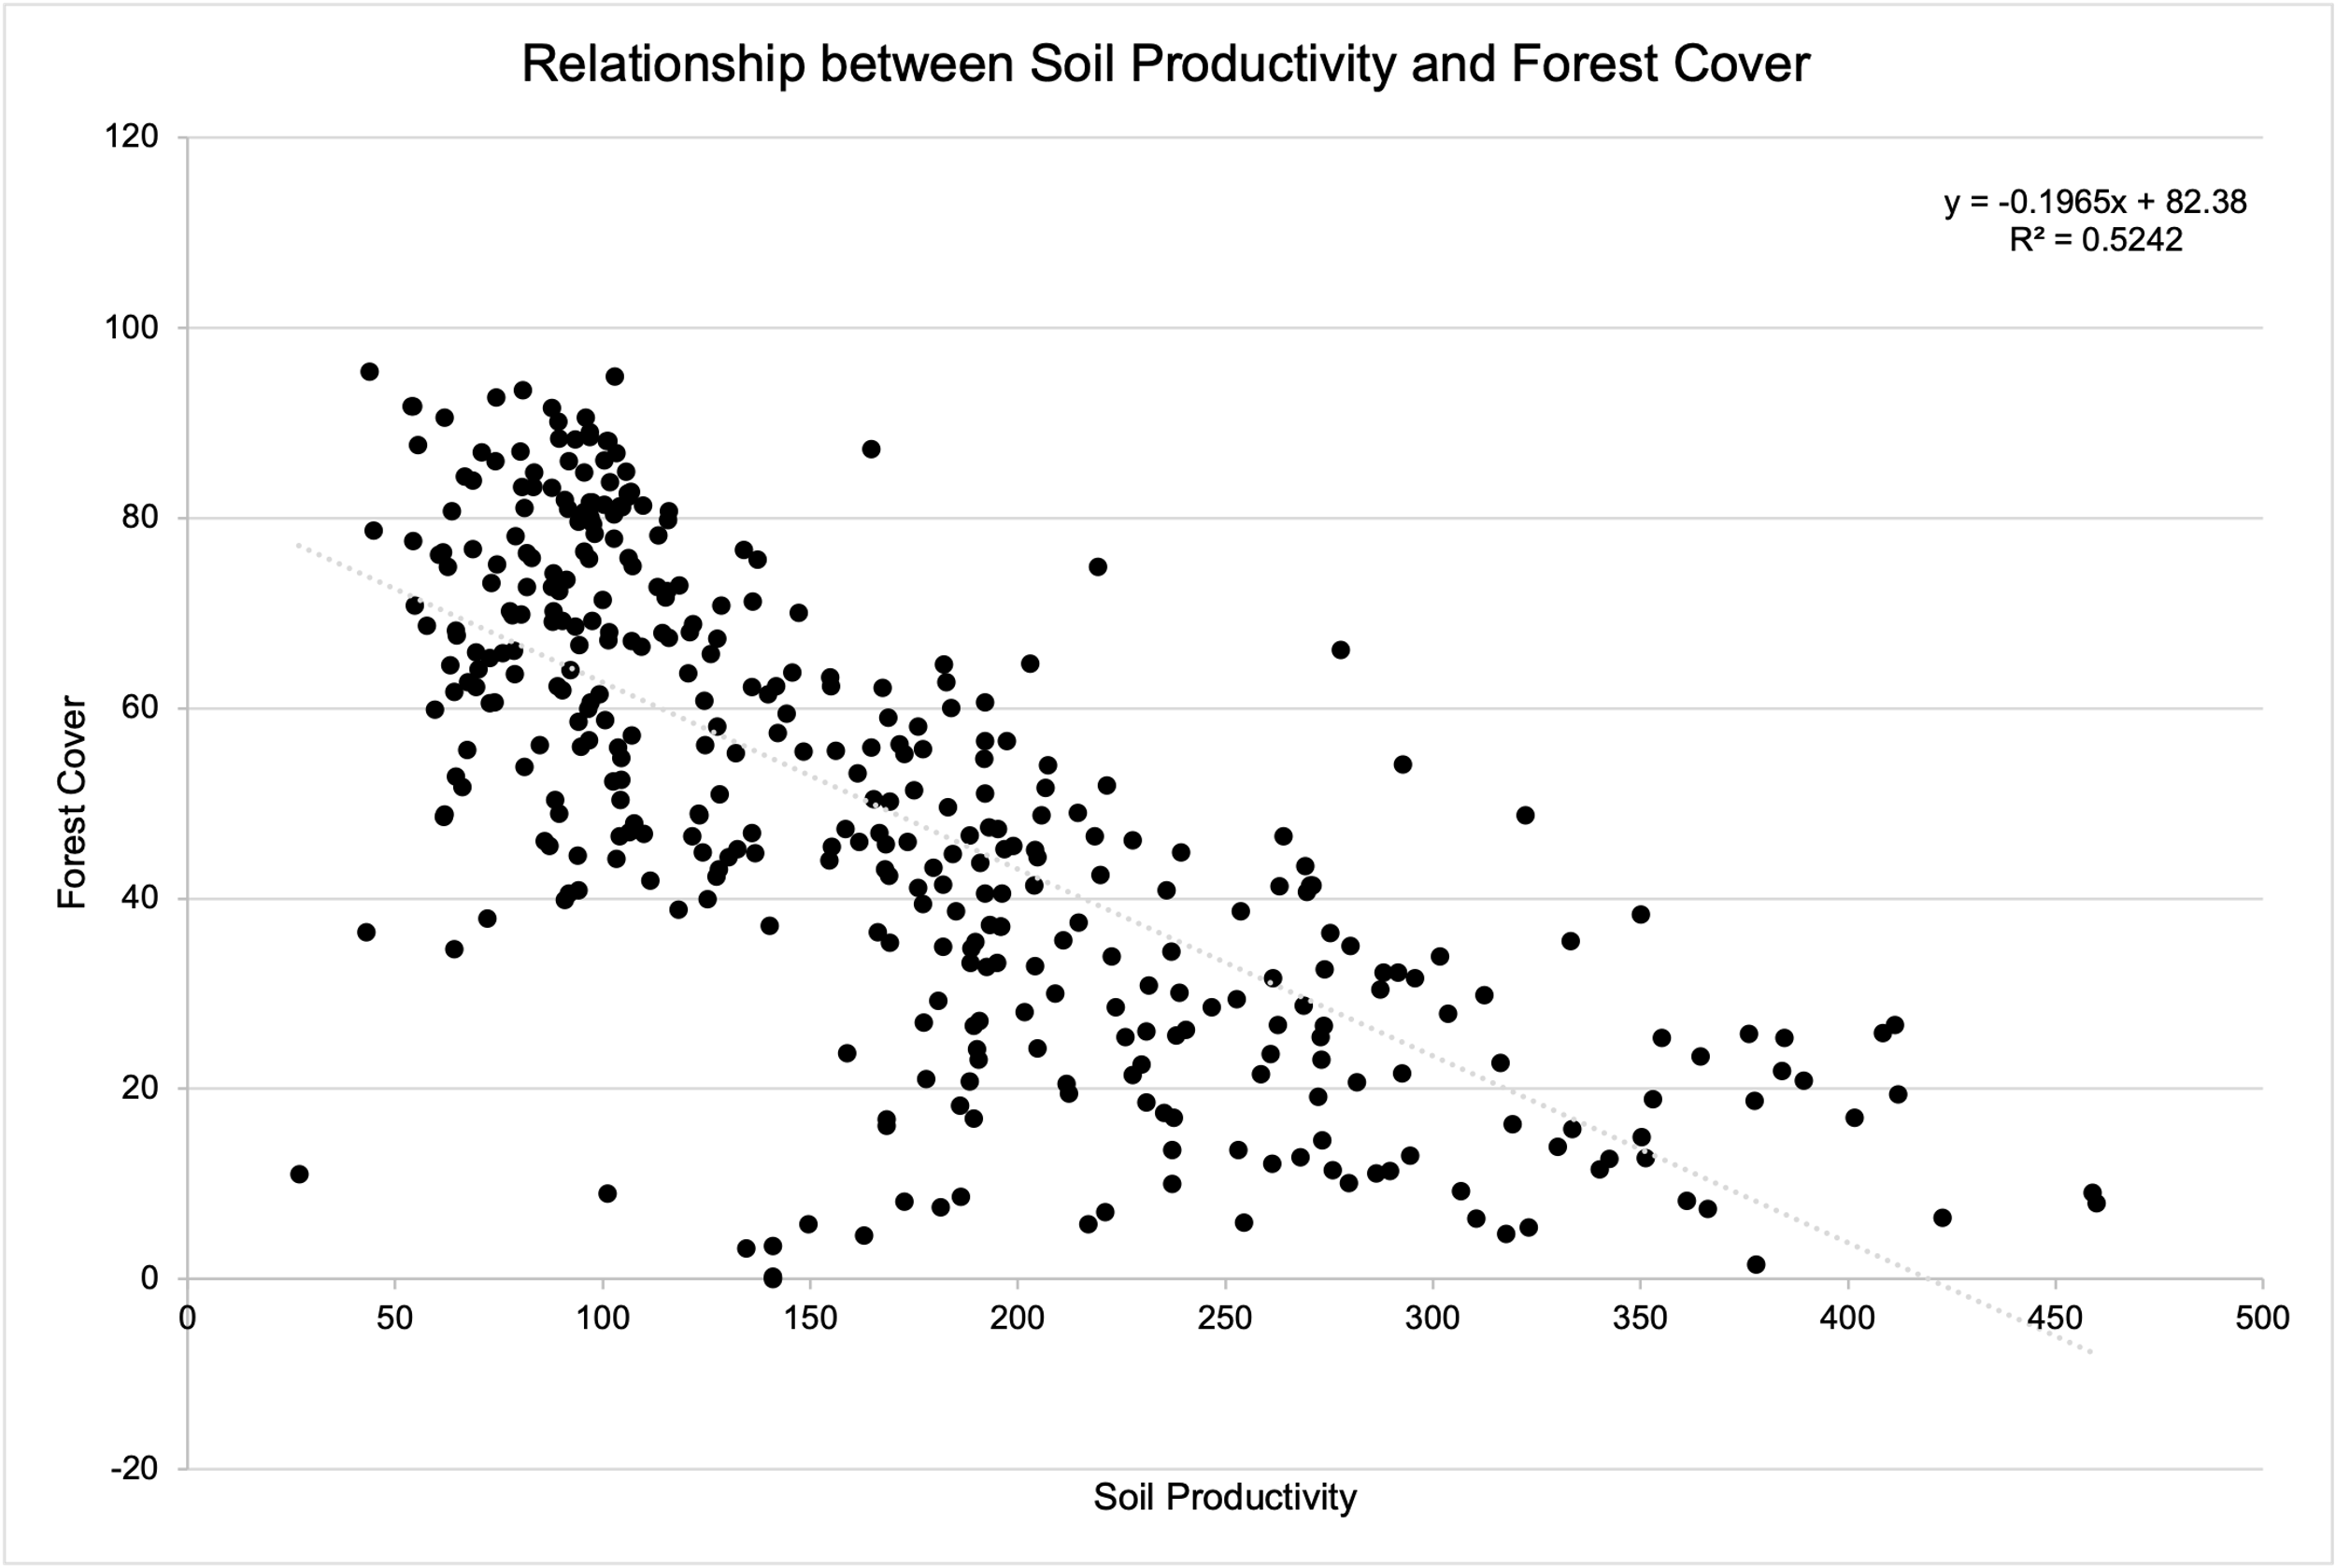 Relationship between Soil Productivity and Forest Cover
120
y = -0.1965x + 82.38
R² = 0.5242
100
80
60
Forest Cover
40
20
0
0 50 100 150 200 250 300 350 400 450 500
-20
Soil Productivity